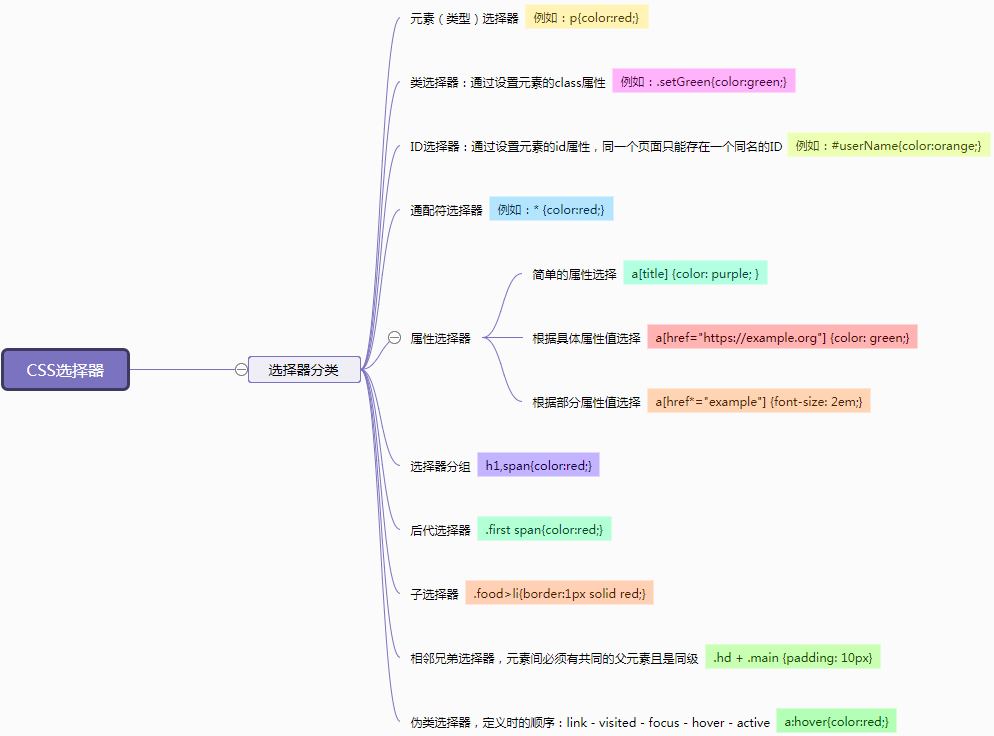 元素（类型）选择器 例如：p{color:red;}
类选择器：通过设置元素的class属性 例如：.setGreen{color:green;}
ID选择器：通过设置元素的id属性，同一个页面只能存在一个同名的ID 例如：#userName{color:orange;}
通配符选择器 例如：* {color:red;}
简单的属性选择 a[title] {color: purple; }
属性选择器
根据具体属性值选择 a[href="https://example.org"] {color: green;}
CSS选择器
选择器分类
根据部分属性值选择 a[href*="example"] {font-size: 2em;}
选择器分组 h1,span{color:red;}
后代选择器 .first span{color:red;}
子选择器 .food>li{border:1px solid red;}
相邻兄弟选择器，元素间必须有共同的父元素且是同级 .hd + .main {padding: 10px}
伪类选择器，定义时的顺序：link - visited - focus - hover - active a:hover{color:red;}